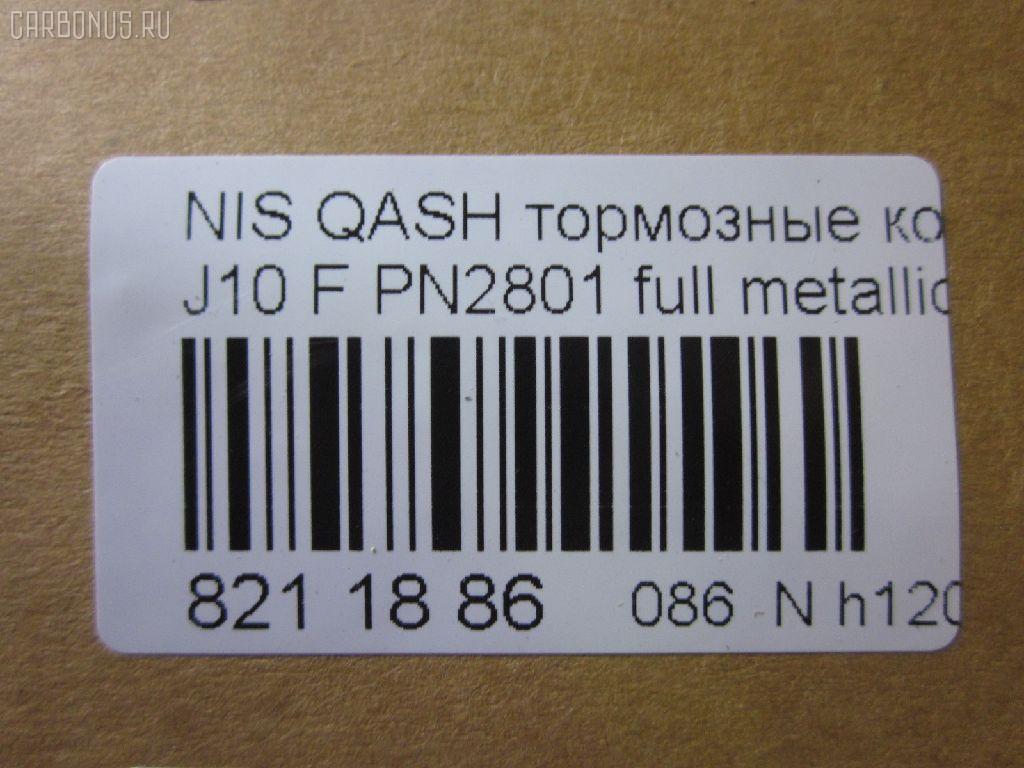 CARBONUS.RU
NIS QASH тормозные ко
J10 F PN2801 full metallic
821 18 86 086 N h120